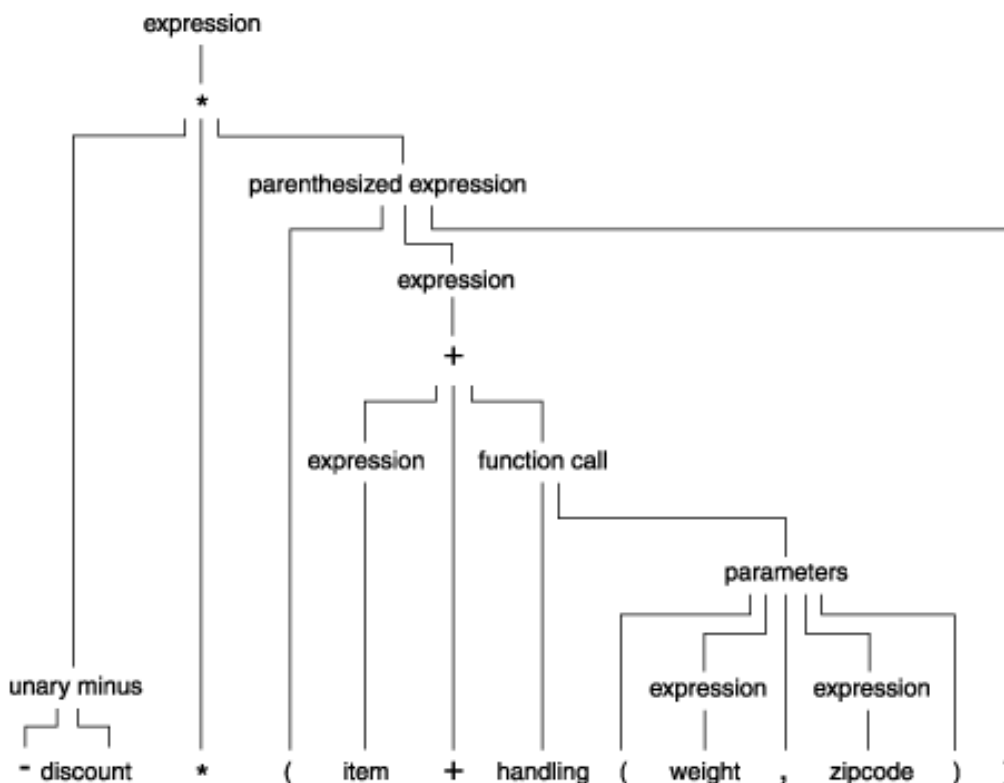 expression
*
parenthesized expression
expression
+
expression function call
parameters
unary minus expression expression
- discount * ( item + handling ( weight , zipcode )